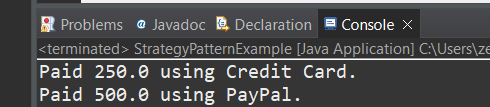 Problems @ Javadoc Declaration Console
<terminated> StrategyPatternExample [Java Application] C:\Users\ze
Paid 250.0 using Credit Card.
Paid 500.0 using PayPal.